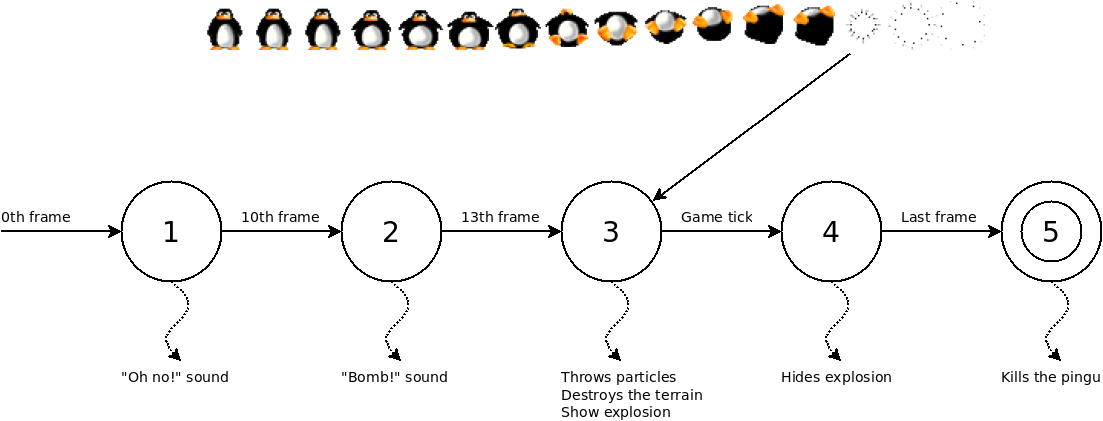 0th frame
10th frame
13th frame
Game tick
Last frame
1
2
3
4
5
"Oh no!" sound
"Bomb!" sound
Throws particles
Destroys the terrain
Show explosion
Hides explosion
Kills the pingu